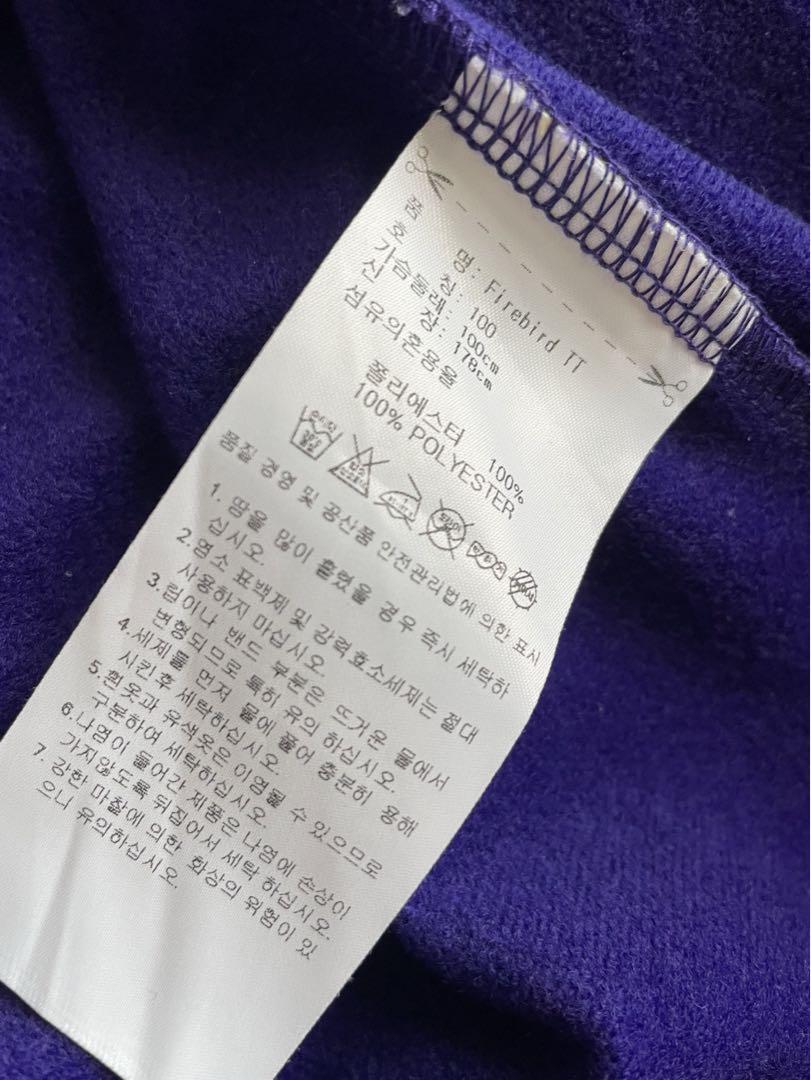 품 명: Firebird TT
호 칭: 100
가슴둘레: 100cm
신 장: 178cm
섬유의혼용율
폴리에스터 100%
100% POLYESTER
품질 경영 및 공산품 안전관리법에 의한 표시
1. 땀을 많이 흘렸을 경우 즉시 세탁하
십시오.
2.염소 표백제 및 강력효소세제는 절대
사용하지 마십시오.
3.립이나 밴드 부분은 뜨거운 물에서
변형되므로 특히 유의 하십시오.
4.세제를 먼저 물에 풀어 충분히 용해
시킨후 세탁하십시오.
5.흰옷과 유색옷은 이염될 수 있으므로
구분하여 세탁하십시오.
6.나염이 들어간 제품은 나염에 손상이
가지않도록 뒤집어서 세탁 하십시오.
7. 강한 마찰에 의한 화상의 위험이 있
으니 유의하십시오.